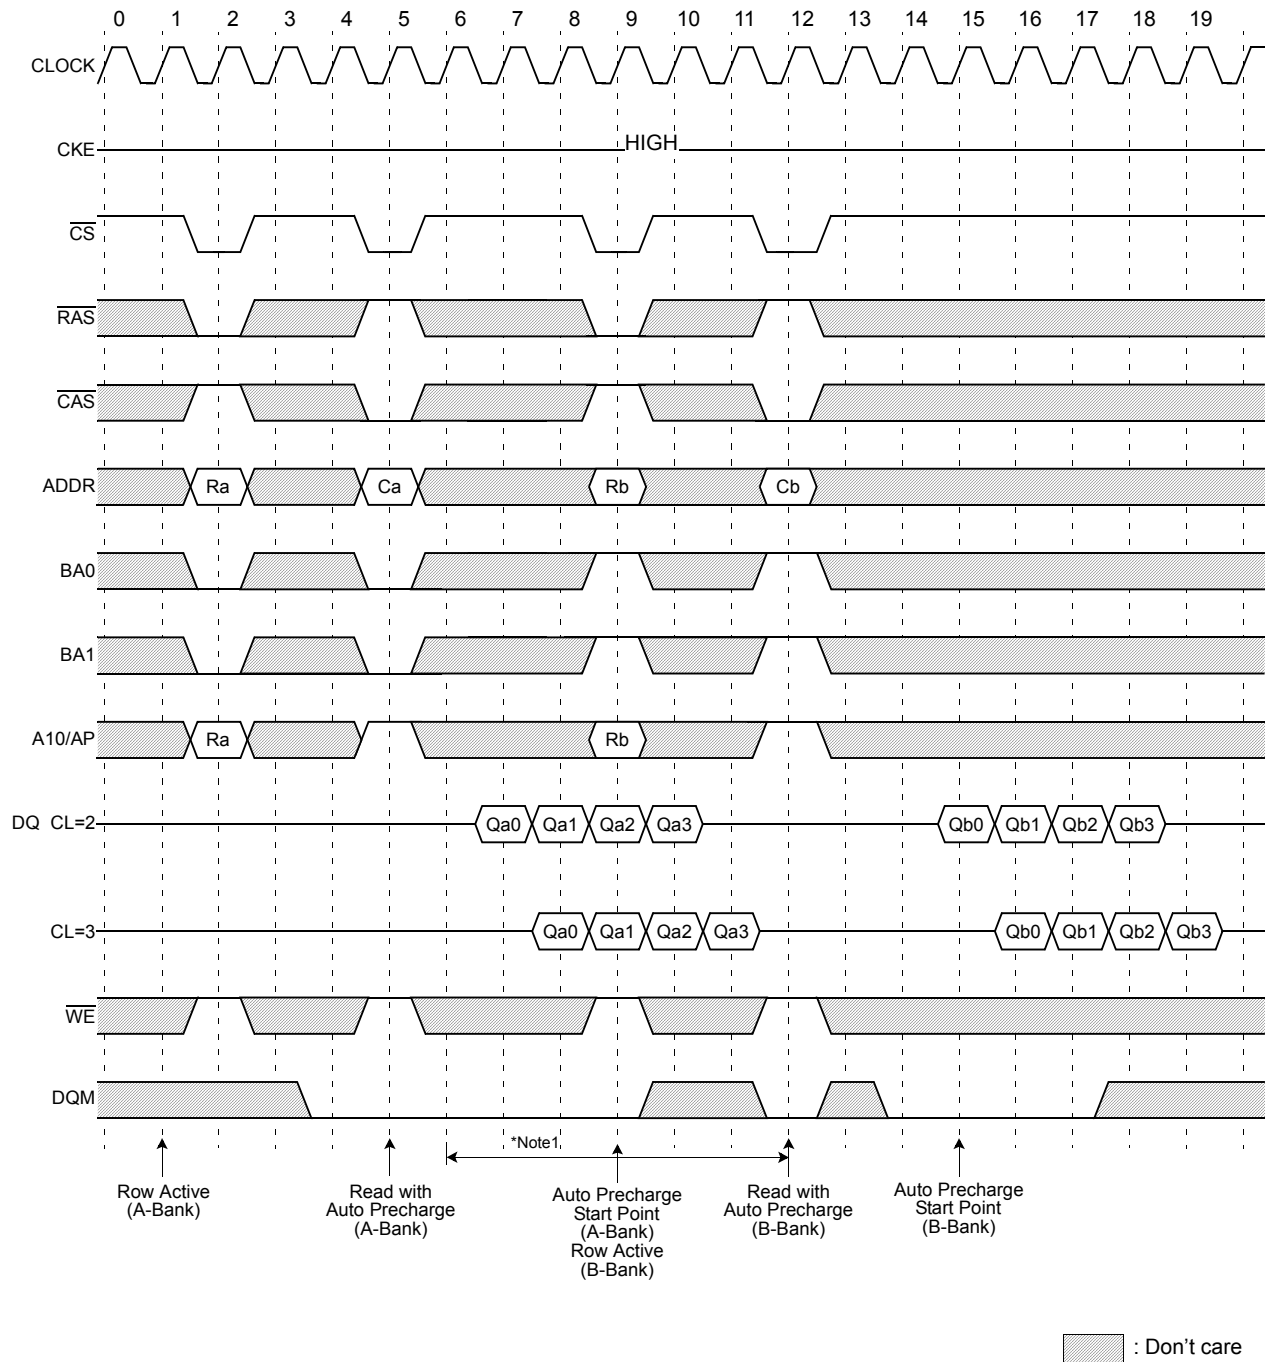 0 1 2 3 4 5 6 7 8 9 10 11 12 13 14 15 16 17 18 19
CLOCK
CKE HIGH
CS
RAS
CAS
ADDR Ra Ca Rb Cb
BA0
BA1
A10/AP Ra Rb
DQ CL=2 Qa0 Qa1 Qa2 Qa3 Qb0 Qb1 Qb2 Qb3
CL=3 Qa0 Qa1 Qa2 Qa3 Qb0 Qb1 Qb2 Qb3
WE
DQM
*Note1
Row Active
(A-Bank)
Read with
Auto Precharge
(A-Bank)
Auto Precharge
Start Point
(A-Bank)
Row Active
(B-Bank)
Read with
Auto Precharge
(B-Bank)
Auto Precharge
Start Point
(B-Bank)
: Don't care